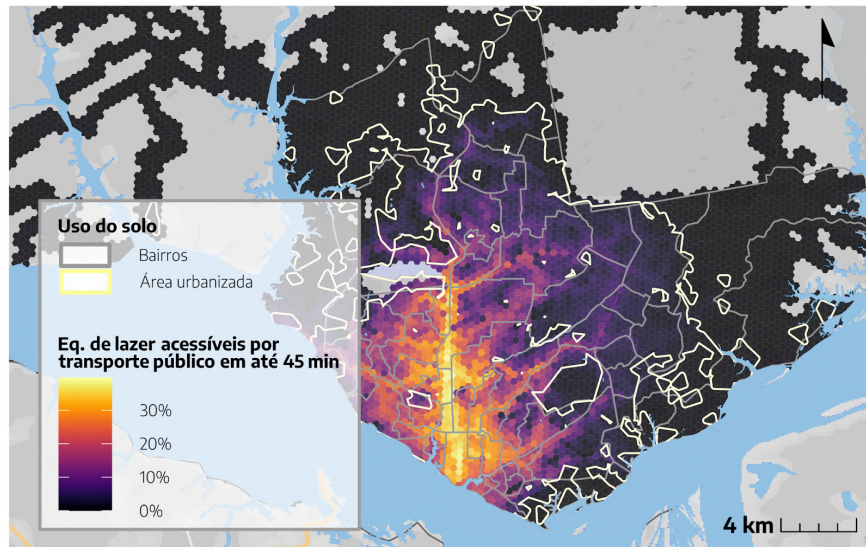 Uso do solo
Bairros
Área urbanizada
Eq. de lazer acessíveis por
transporte público em até 45 min
30%
20%
10%
0%
4 km